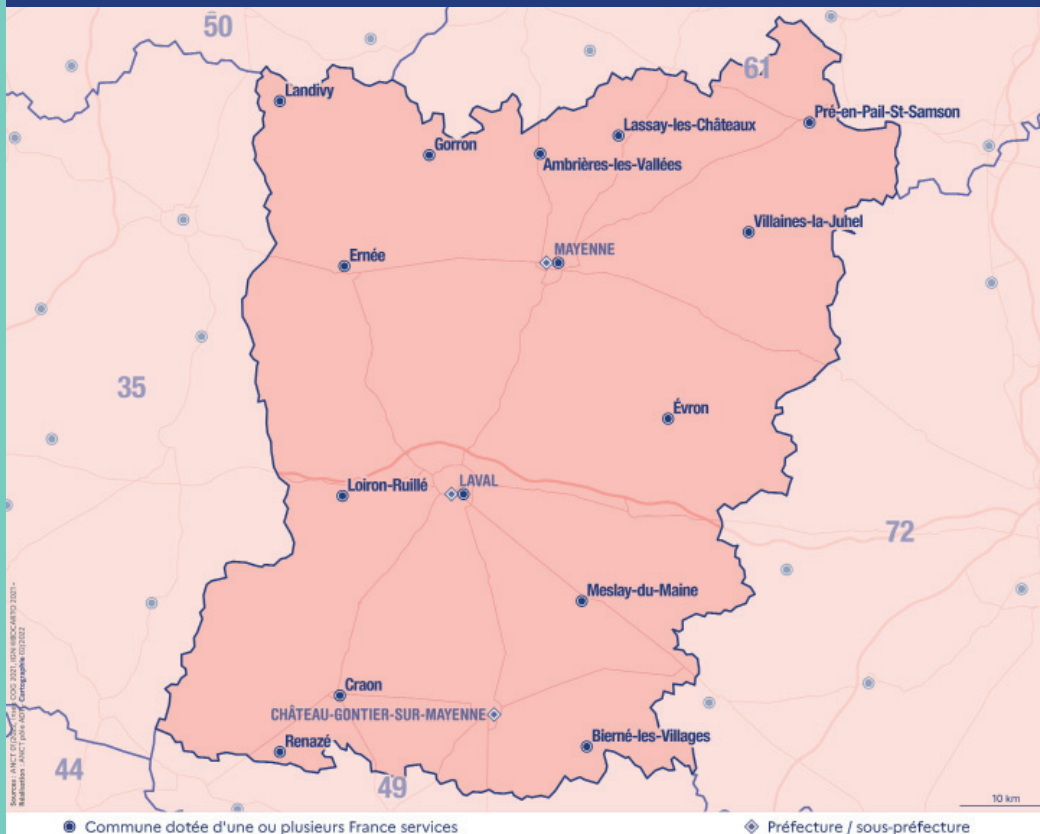 50
61
Landivy
Pré-en-Pail-St-Samson
Lassay-les-Châteaux
Gorron
Ambrières-les-Vallées
Villaines-la-Juhel
MAYENNE
Ernée
35
Évron
Loiron-Ruillé
LAVAL
72
Meslay-du-Maine
Craon
CHÂTEAU-GONTIER-SUR-MAYENNE
Bierné-les-Villages
Renazé
44
49
10 km
Commune dotée d'une ou plusieurs France services
Préfecture / sous-préfecture